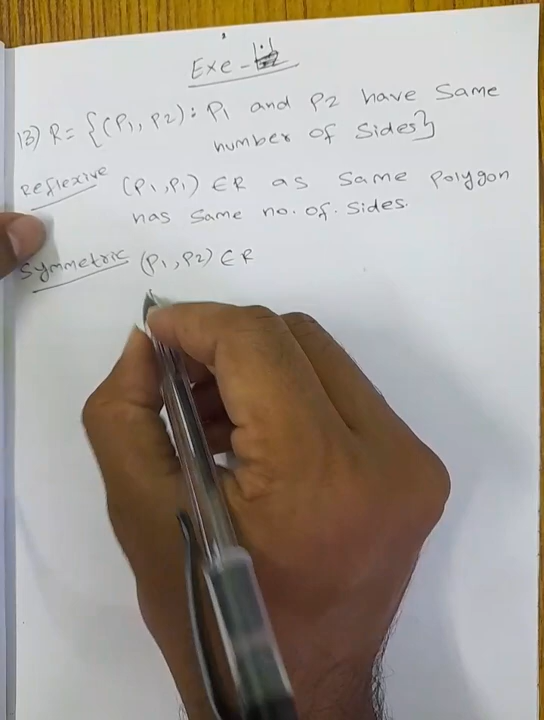 Exe-
13) R = {(P1, P2): P1 and P2 have same
number of sides}
Reflexive (P1, P1) ∈ R as same polygon
has same no. of. sides.
Symmetric (P1, P2) ∈ R